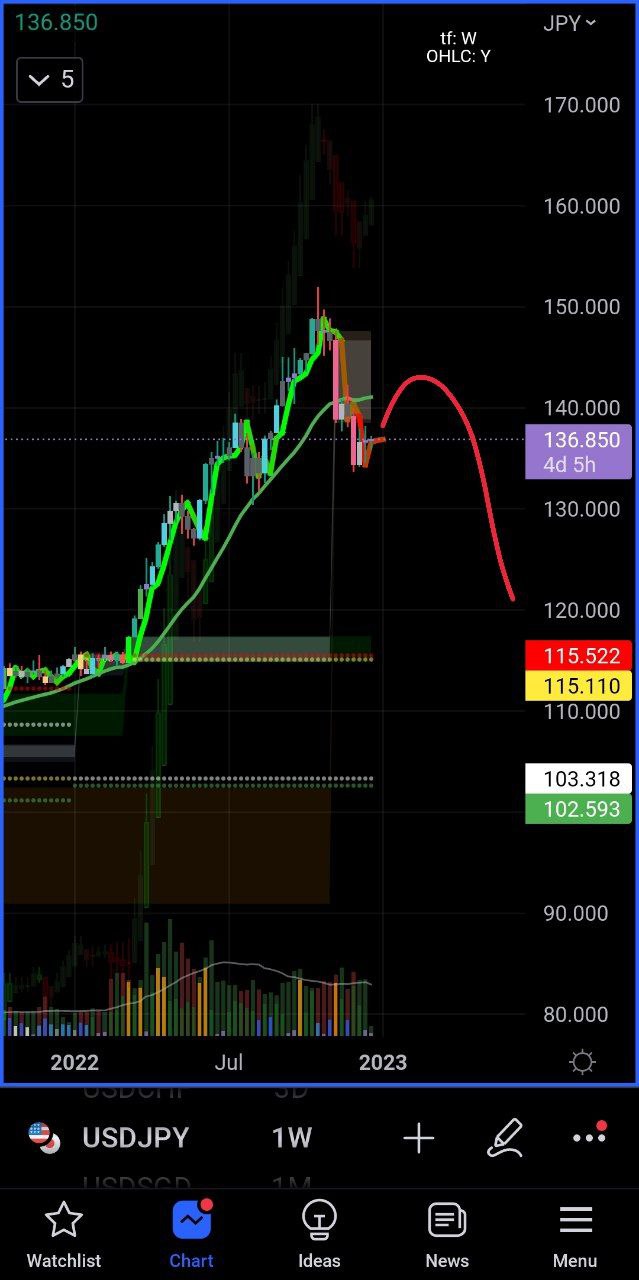 136.850
JPY
tf: W
OHLC: Y
5
170.000
160.000
150.000
140.000
136.850
4d 5h
130.000
120.000
115.522
115.110
110.000
103.318
102.593
90.000
80.000
2022 Jul 2023
USDCHF 3D
USDJPY 1W
USDSGD 1M
Watchlist Chart Ideas News Menu